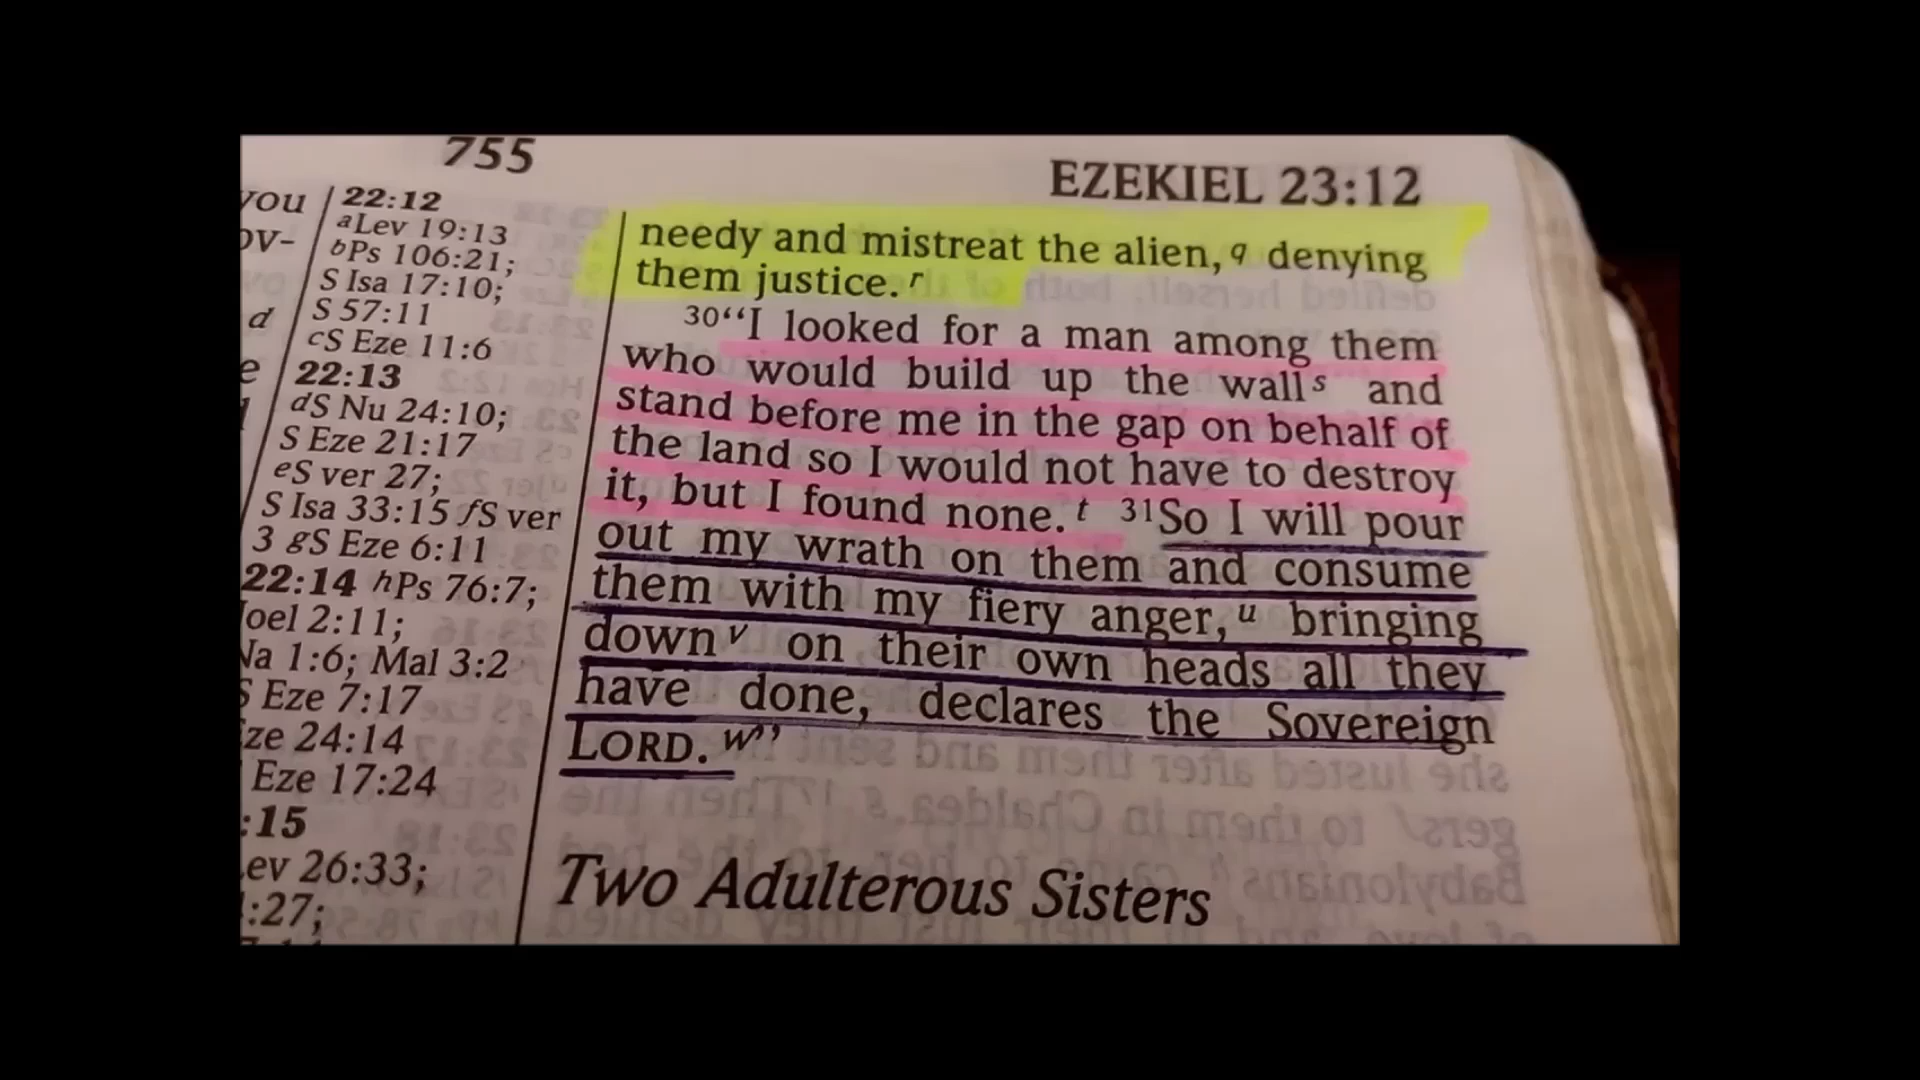 755
EZEKIEL 23:12
you
ov-
d
e
22:12
aLev 19:13
bPs 106:21;
S Isa 17:10;
S 57:11
cS Eze 11:6
22:13
dS Nu 24:10;
S Eze 21:17
eS ver 27;
S Isa 33:15 fS ver
3 gS Eze 6:11
22:14 hPs 76:7;
Joel 2:11;
Na 1:6; Mal 3:2
S Eze 7:17
ze 24:14
Eze 17:24
:15
Lev 26:33;
:27;
needy and mistreat the alien,q denying
them justice.r
30“I looked for a man among them
who would build up the walls and
stand before me in the gap on behalf of
the land so I would not have to destroy
it, but I found none.t 31So I will pour
out my wrath on them and consume
them with my fiery anger,u bringing
downv on their own heads all they
have done, declares the Sovereign
LORD.w”
Two Adulterous Sisters